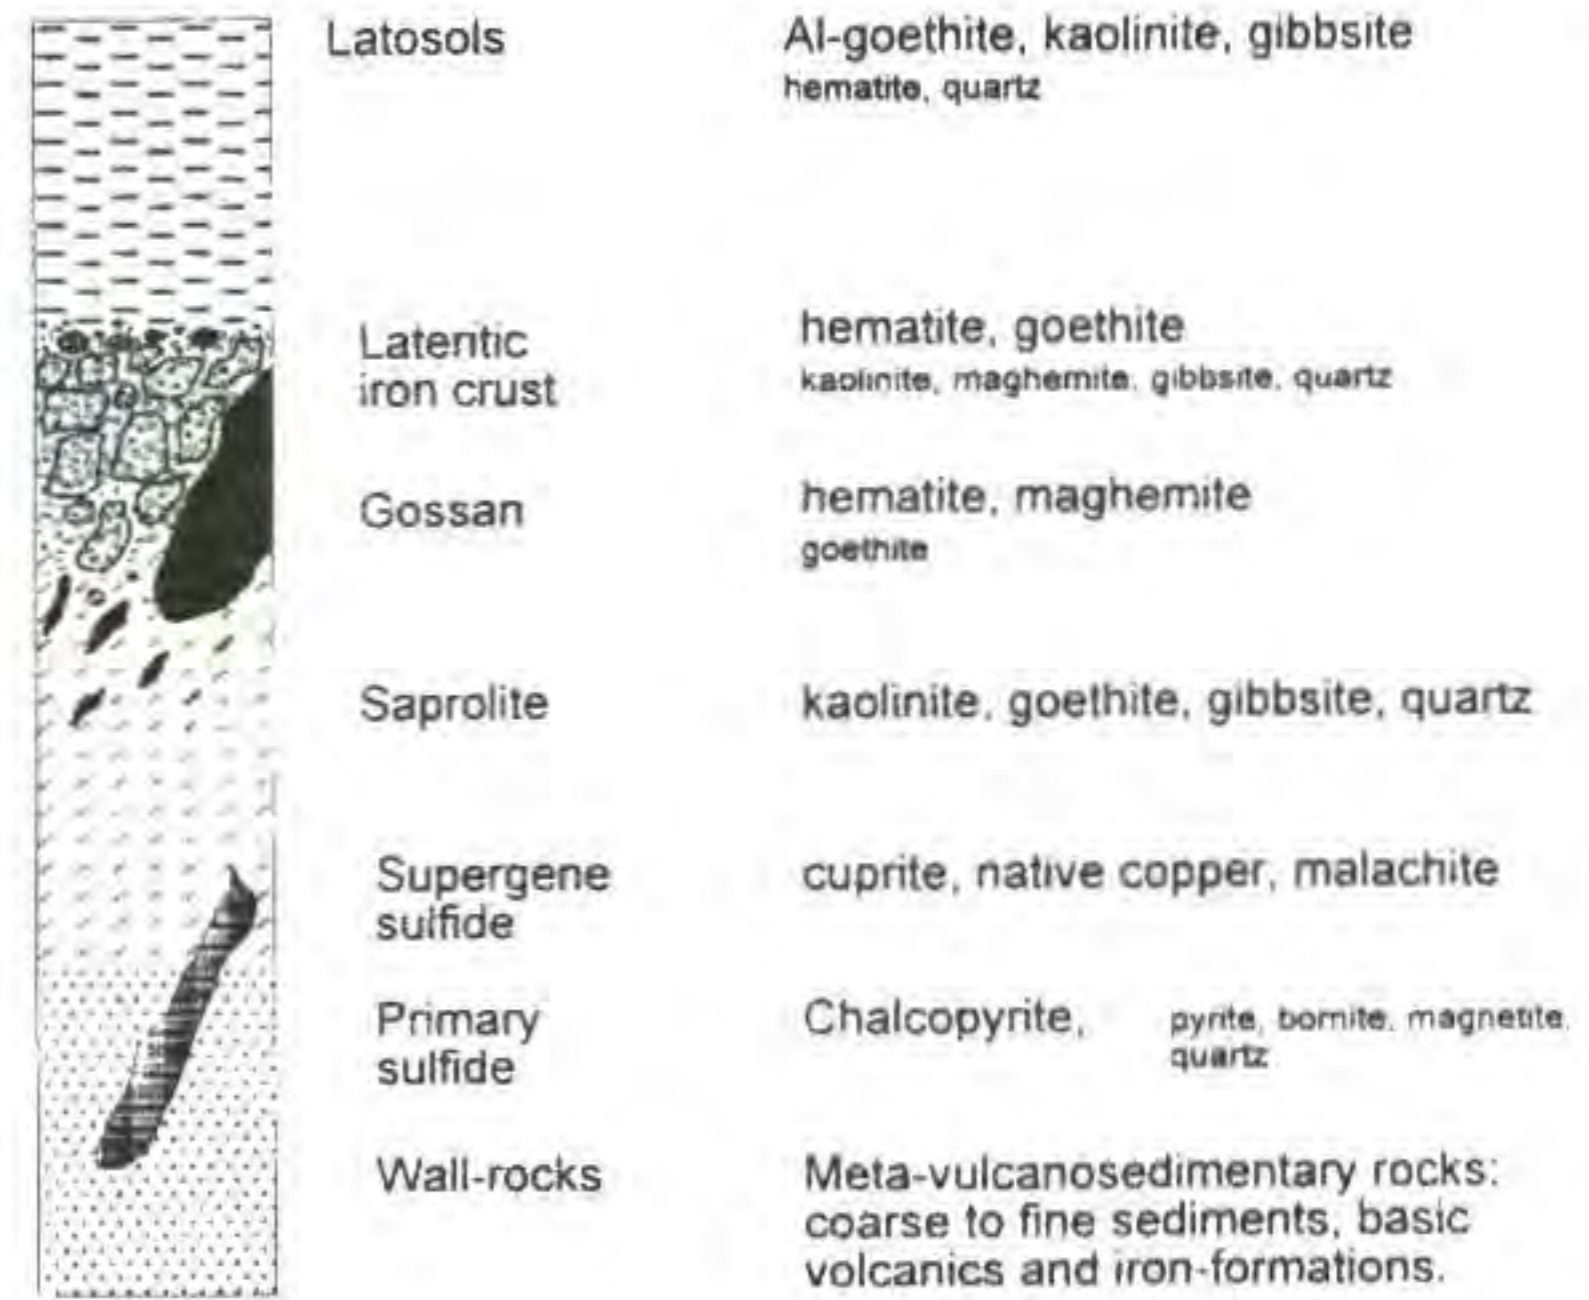 Latosols Al-goethite, kaolinite, gibbsite
hematite, quartz
Lateritic hematite, goethite
iron crust kaolinite, maghemite, gibbsite, quartz
Gossan hematite, maghemite
goethite
Saprolite kaolinite, goethite, gibbsite, quartz
Supergene cuprite, native copper, malachite
sulfide
Primary Chalcopyrite, pyrite, bornite, magnetite,
sulfide quartz
Wall-rocks Meta-vulcanosedimentary rocks:
coarse to fine sediments, basic
volcanics and iron-formations.